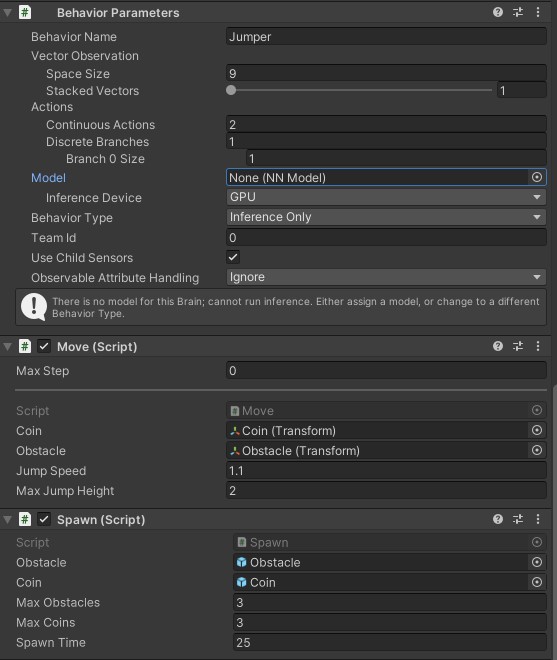 Behavior Parameters
Behavior Name Jumper
Vector Observation
Space Size 9
Stacked Vectors 1
Actions
Continuous Actions 2
Discrete Branches 1
Branch 0 Size 1
Model None (NN Model)
Inference Device GPU
Behavior Type Inference Only
Team Id 0
Use Child Sensors
Observable Attribute Handling Ignore
There is no model for this Brain; cannot run inference. Either assign a model, or change to a different
Behavior Type.
Move (Script)
Max Step 0
Script Move
Coin Coin (Transform)
Obstacle Obstacle (Transform)
Jump Speed 1.1
Max Jump Height 2
Spawn (Script)
Script Spawn
Obstacle Obstacle
Coin Coin
Max Obstacles 3
Max Coins 3
Spawn Time 25